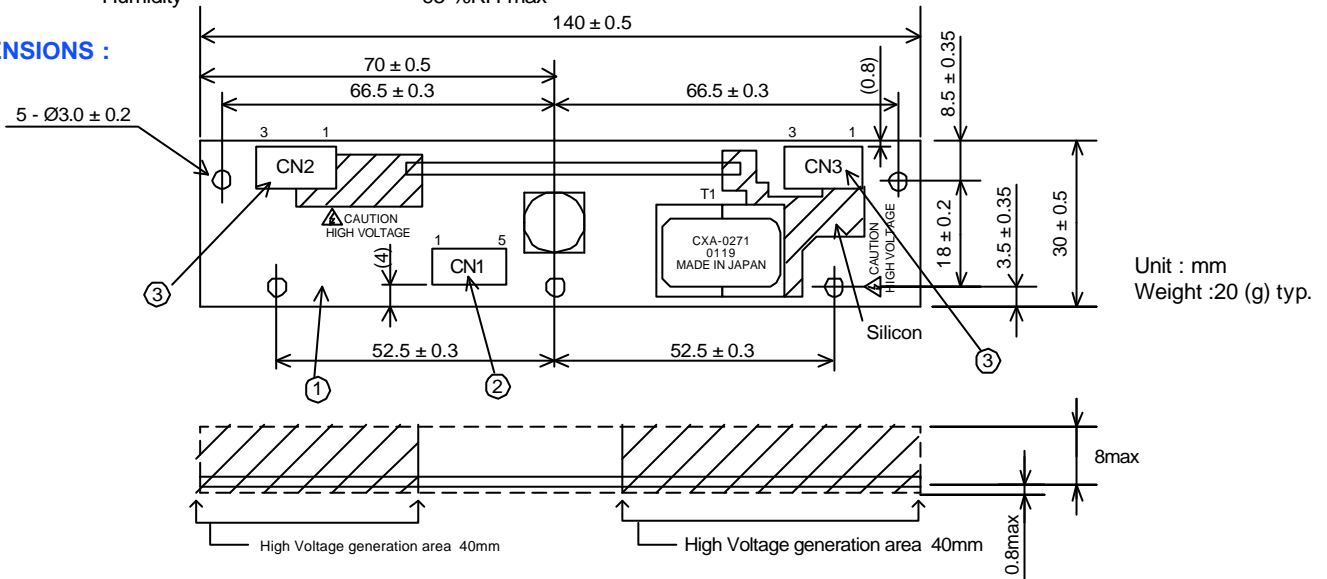 140 ± 0.5
ENSIONS :
70 ± 0.5
(0.8)
8.5 ± 0.35
66.5 ± 0.3
66.5 ± 0.3
5 - Ø3.0 ± 0.2
3 1
3 1
CN2
CN3
T1
CAUTION
HIGH VOLTAGE
CXA-0271
0119
MADE IN JAPAN
CAUTION
HIGH VOLTAGE
18 ± 0.2
3.5 ± 0.35
30 ± 0.5
(4)
1 5
CN1
Unit : mm
Weight :20 (g) typ.
3
Silicon
52.5 ± 0.3
52.5 ± 0.3
3
1
2
8max
0.8max
High Voltage generation area 40mm
High Voltage generation area 40mm